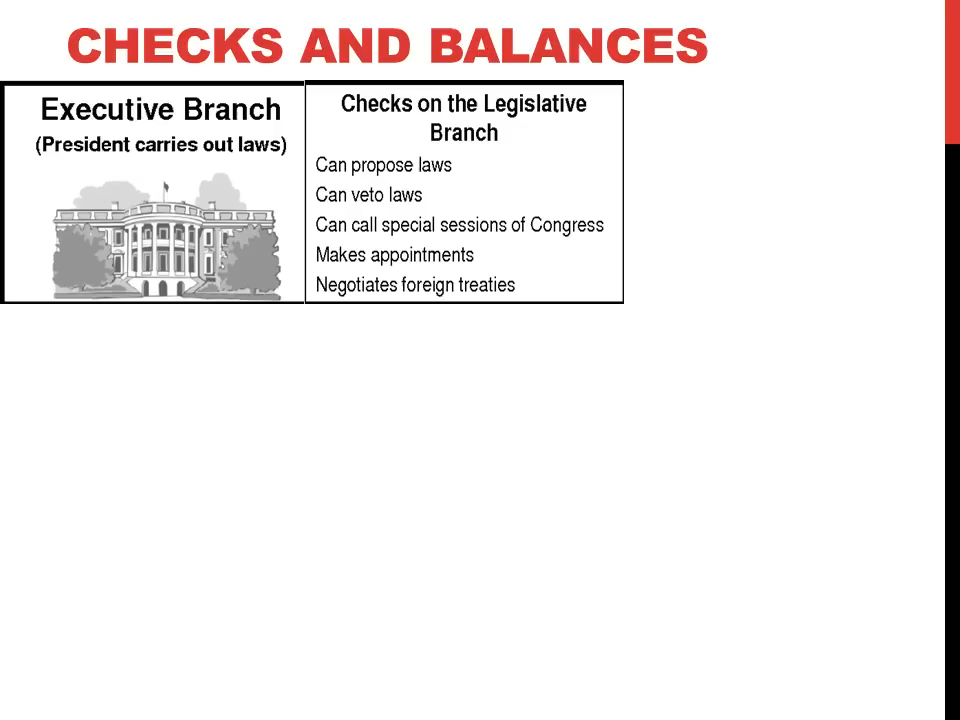 CHECKS AND BALANCES
Executive Branch
(President carries out laws)
Checks on the Legislative
Branch
Can propose laws
Can veto laws
Can call special sessions of Congress
Makes appointments
Negotiates foreign treaties